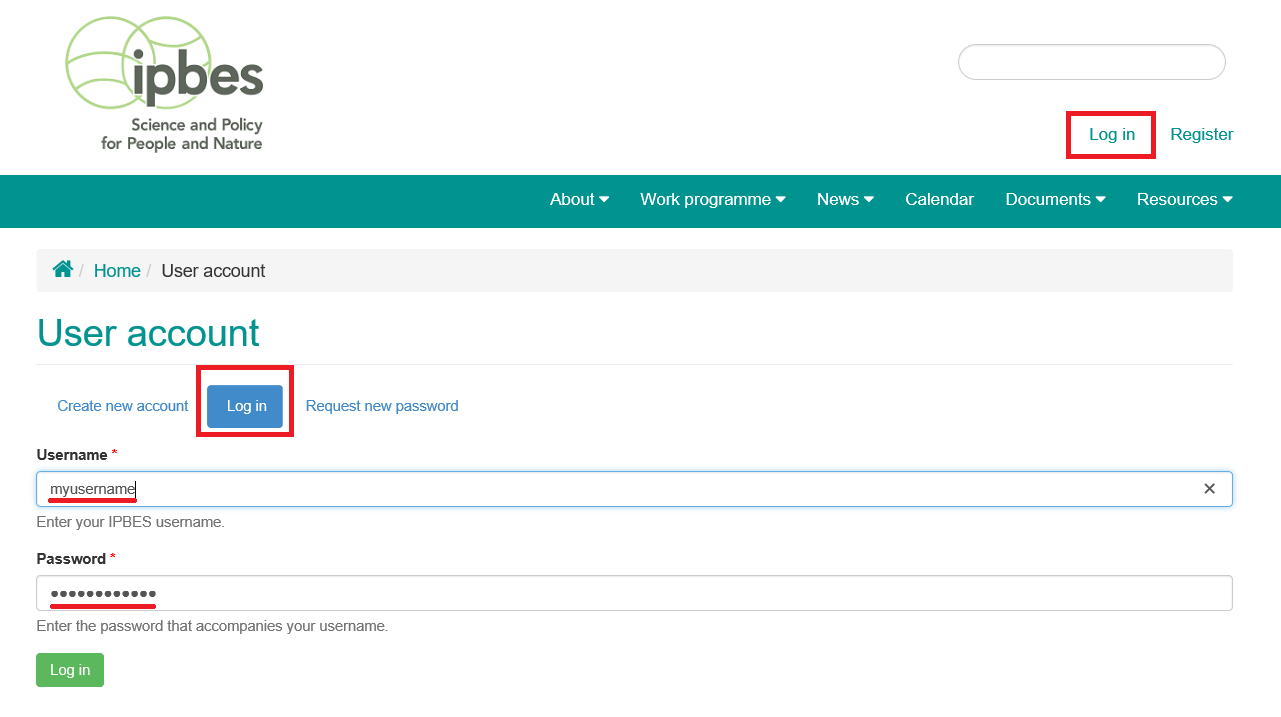 ipbes
Science and Policy
for People and Nature
Log in Register
About Work programme News Calendar Documents Resources
/ Home / User account
User account
Create new account Log in Request new password
Username *
myusername
Enter your IPBES username.
Password *
••••••••••••
Enter the password that accompanies your username.
Log in